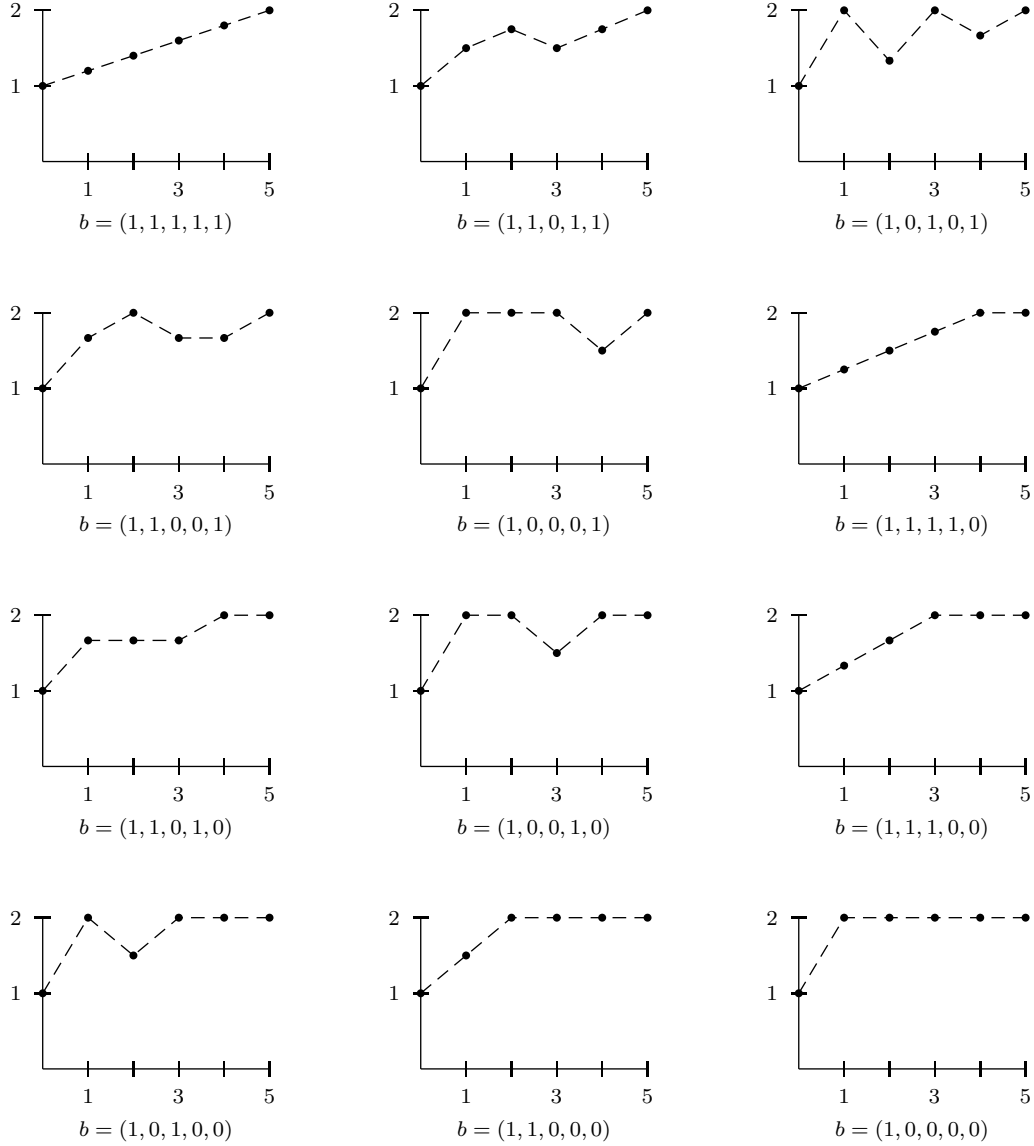 2 2 2
1 1 1
1 3 5 1 3 5 1 3 5
b = (1, 1, 1, 1, 1) b = (1, 1, 0, 1, 1) b = (1, 0, 1, 0, 1)
2 2 2
1 1 1
1 3 5 1 3 5 1 3 5
b = (1, 1, 0, 0, 1) b = (1, 0, 0, 0, 1) b = (1, 1, 1, 1, 0)
2 2 2
1 1 1
1 3 5 1 3 5 1 3 5
b = (1, 1, 0, 1, 0) b = (1, 0, 0, 1, 0) b = (1, 1, 1, 0, 0)
2 2 2
1 1 1
1 3 5 1 3 5 1 3 5
b = (1, 0, 1, 0, 0) b = (1, 1, 0, 0, 0) b = (1, 0, 0, 0, 0)